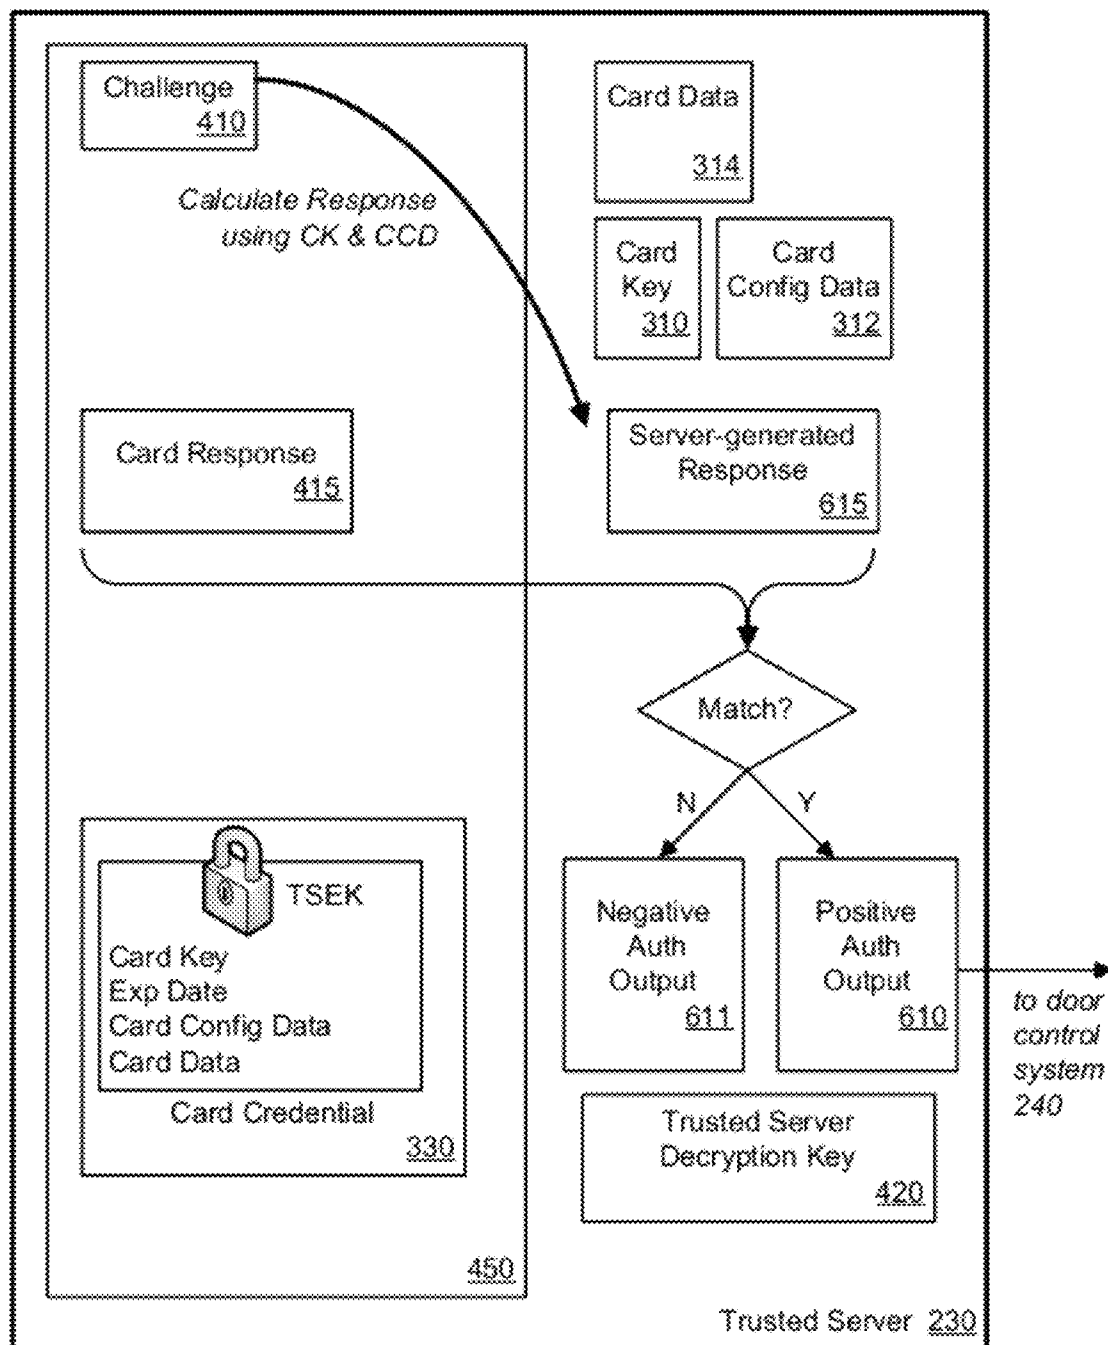 Challenge
410
Calculate Response
using CK & CCD
Card Data
314
Card
Key
310
Card
Config Data
312
Card Response
415
Server-generated
Response
615
Match?
N
Y
TSEK
Card Key
Exp Date
Card Config Data
Card Data
Card Credential
330
Negative
Auth
Output
611
Positive
Auth
Output
610
to door
control
system
240
Trusted Server
Decryption Key
420
450
Trusted Server 230